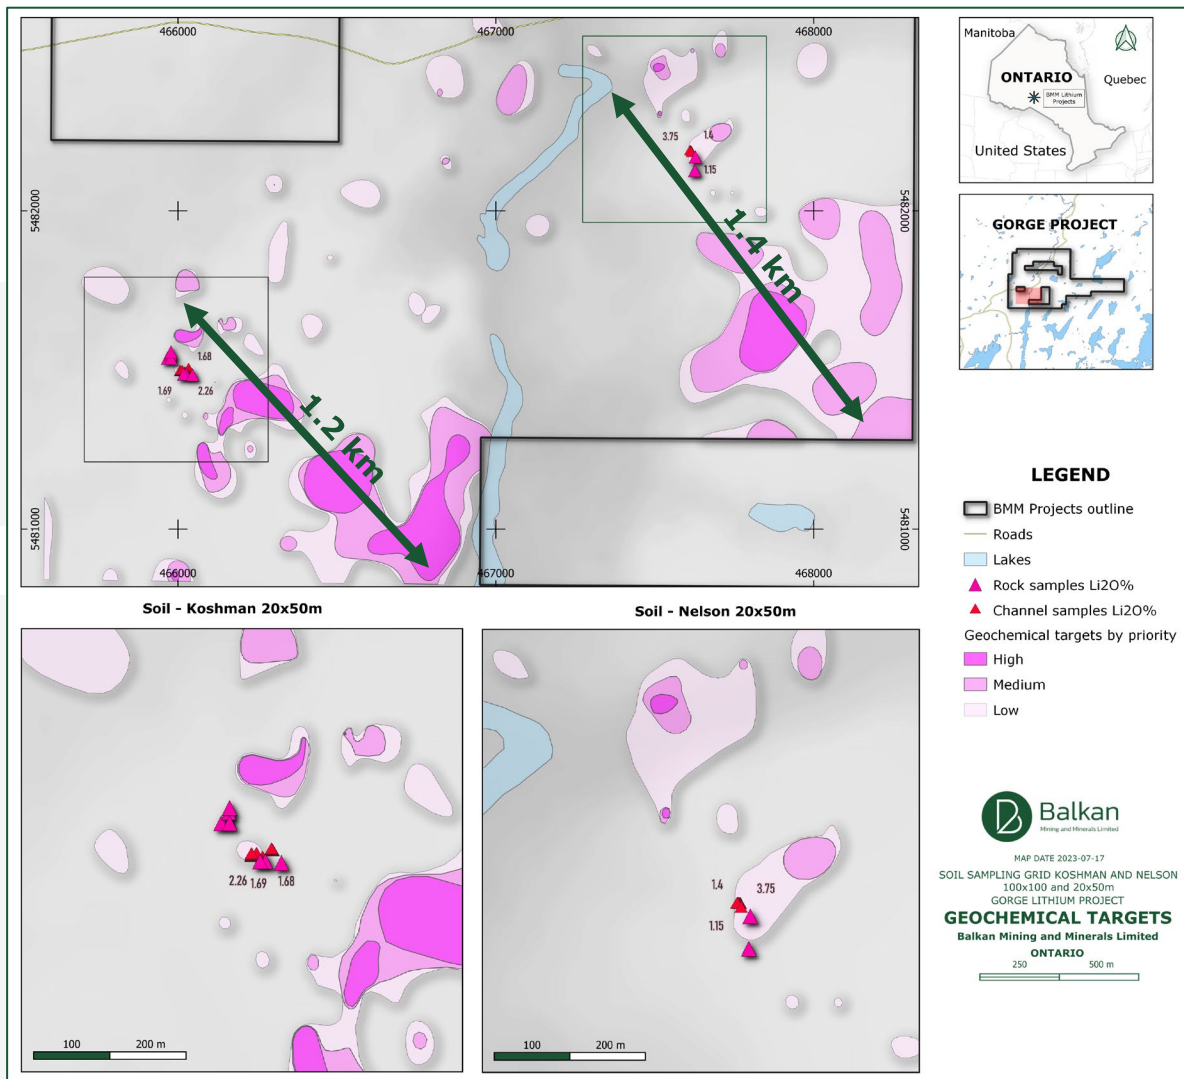 466000
467000
468000
3.75
1.4
1.15
5482000
5482000
1.4 km
1.68
1.69
2.26
1.2 km
5481000
5481000
466000
467000
468000
Manitoba
ONTARIO
Quebec
BMM Lithium
Projects
United States
GORGE PROJECT
LEGEND
BMM Projects outline
Roads
Lakes
Rock samples Li2O%
Channel samples Li2O%
Geochemical targets by priority
High
Medium
Low
Soil - Koshman 20x50m
2.26
1.69
1.68
100
200 m
Soil - Nelson 20x50m
1.4
3.75
1.15
100
200 m
Balkan
Mining and Minerals Limited
MAP DATE 2023-07-17
SOIL SAMPLING GRID KOSHMAN AND NELSON
100x100 and 20x50m
GORGE LITHIUM PROJECT
GEOCHEMICAL TARGETS
Balkan Mining and Minerals Limited
ONTARIO
250
500 m